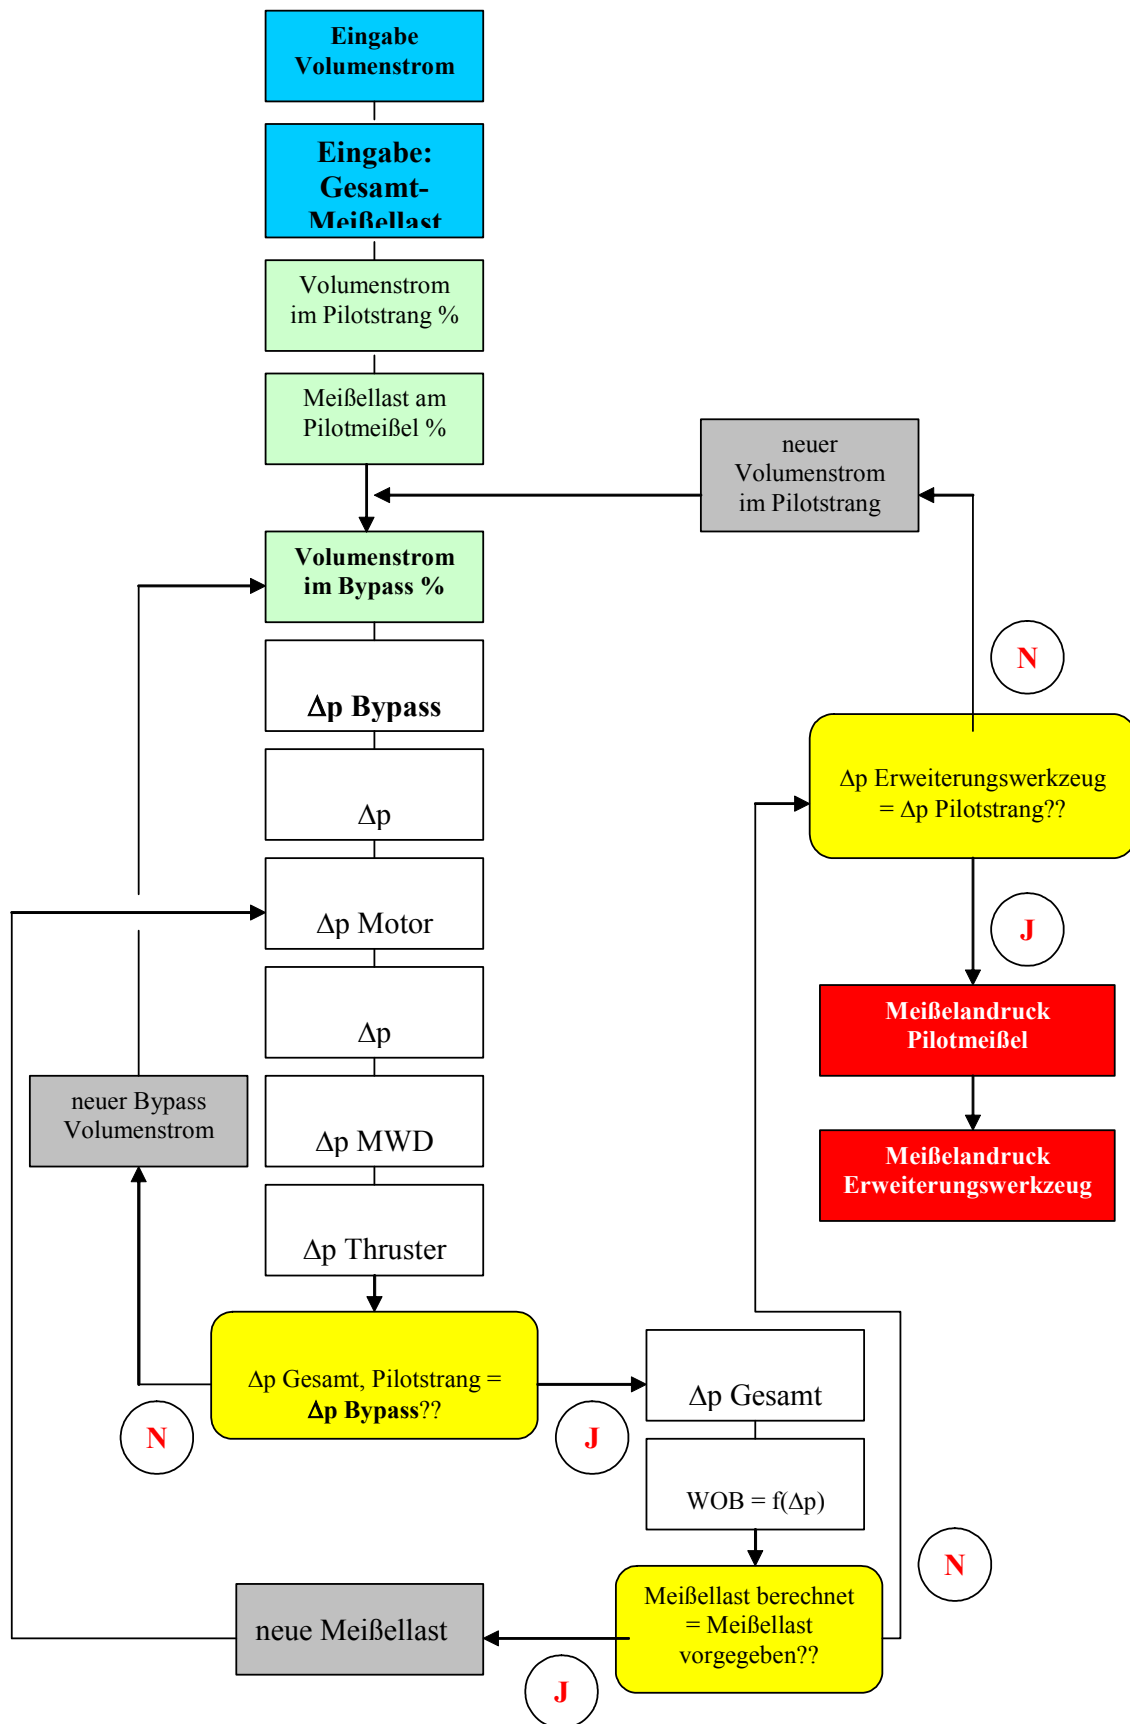 Eingabe
Volumenstrom
Eingabe:
Gesamt-
Meißellast
Volumenstrom
im Pilotstrang %
Meißellast am
Pilotmeißel %
neuer
Volumenstrom
im Pilotstrang
Volumenstrom
im Bypass %
N
Δp Bypass
Δp Erweiterungswerkzeug
= Δp Pilotstrang??
Δp
Δp Motor
J
Δp
Meißelandruck
Pilotmeißel
neuer Bypass
Volumenstrom
Δp MWD
Meißelandruck
Erweiterungswerkzeug
Δp Thruster
Δp Gesamt, Pilotstrang =
Δp Bypass??
N
J
Δp Gesamt
WOB = f(Δp)
N
Meißellast berechnet
= Meißellast
vorgegeben??
neue Meißellast
J